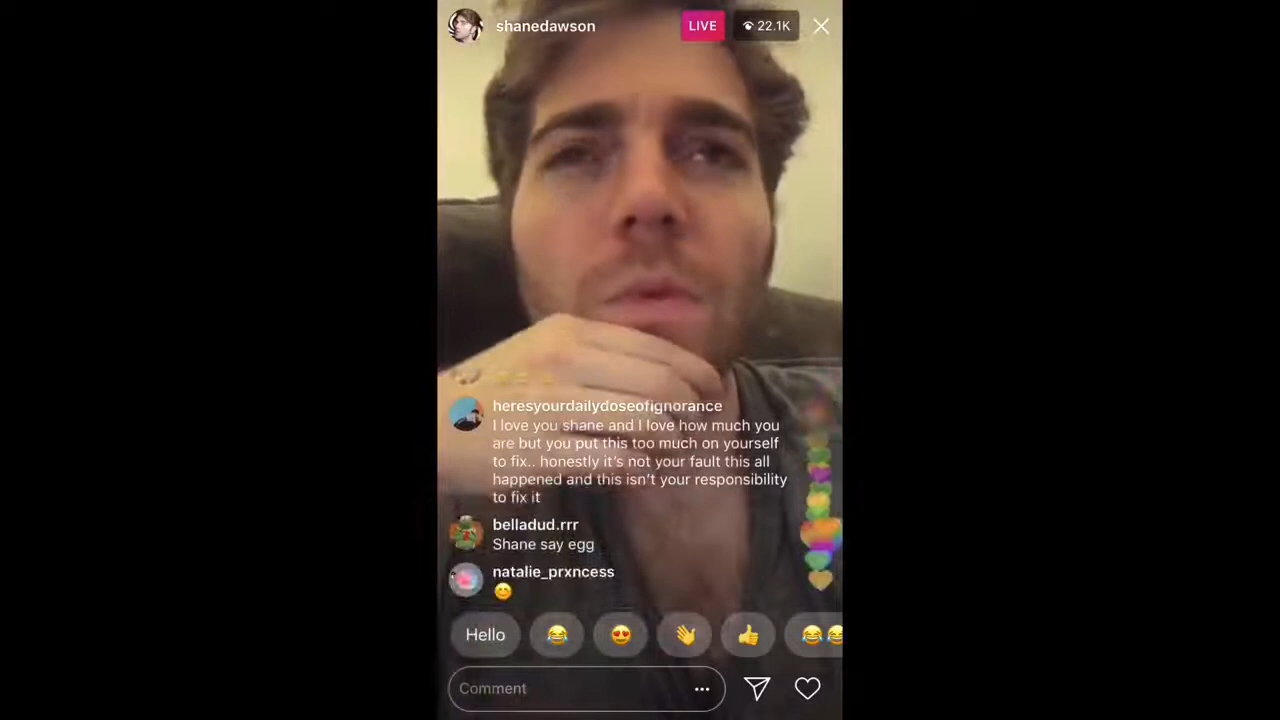 shanedawson
LIVE
22.1K
heresyourdailydoseofignorance
I love you shane and I love how much you
are but you put this too much on yourself
to fix.. honestly it's not your fault this all
happened and this isn't your responsibility
to fix it
belladud.rrr
Shane say egg
natalie_prxncess
😊
Hello 😂 😍 👋 👍 😂😂
Comment